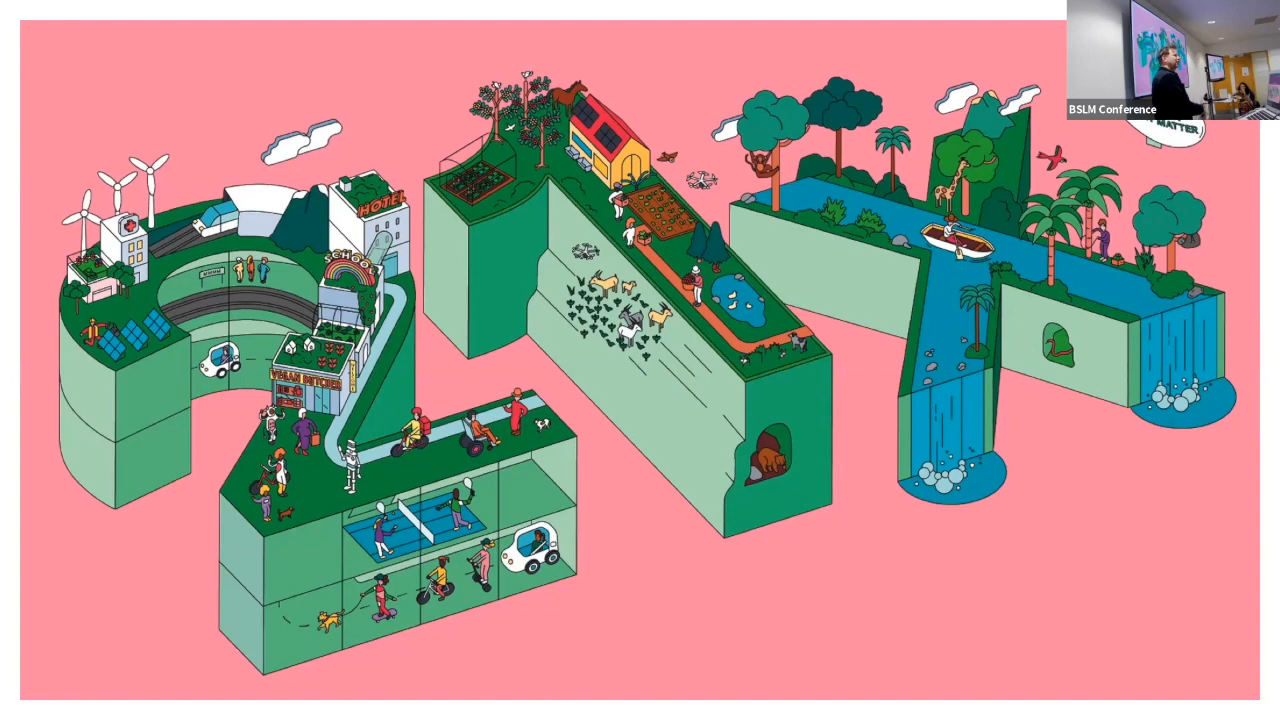 BSLM Conference
MATTER
HOTEL
SCHOOL
VEGAN BUTCHER